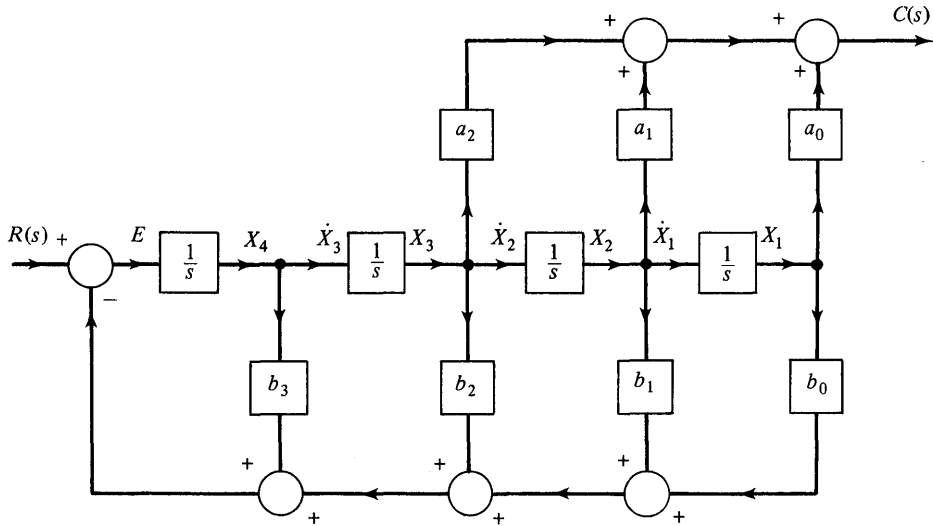 C(s)
+ +
+ +
a₂ a₁ a₀
R(s) + E 1/s X₄ Ẋ₃ 1/s X₃ Ẋ₂ 1/s X₂ Ẋ₁ 1/s X₁
−
b₃ b₂ b₁ b₀
+ + +
+ + +